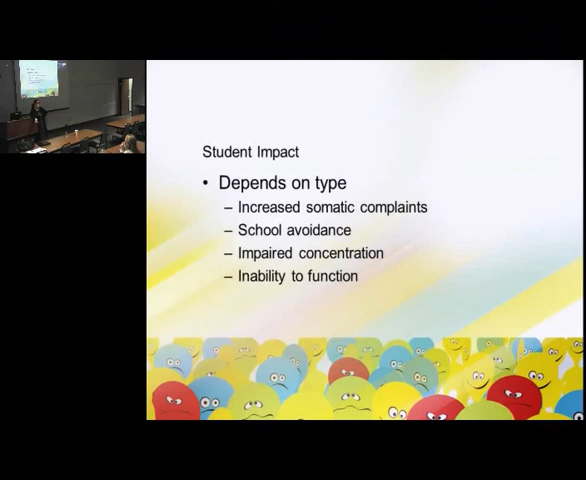 Student Impact
• Depends on type
– Increased somatic complaints
– School avoidance
– Impaired concentration
– Inability to function